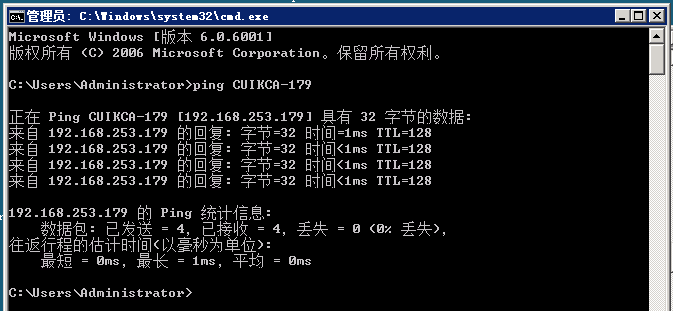 管理员: C:\Windows\system32\cmd.exe
Microsoft Windows [版本 6.0.6001]
版权所有 (C) 2006 Microsoft Corporation。保留所有权利。
C:\Users\Administrator>ping CUIKCA-179
正在 Ping CUIKCA-179 [192.168.253.179] 具有 32 字节的数据:
来自 192.168.253.179 的回复: 字节=32 时间=1ms TTL=128
来自 192.168.253.179 的回复: 字节=32 时间<1ms TTL=128
来自 192.168.253.179 的回复: 字节=32 时间<1ms TTL=128
来自 192.168.253.179 的回复: 字节=32 时间<1ms TTL=128
192.168.253.179 的 Ping 统计信息:
数据包: 已发送 = 4，已接收 = 4，丢失 = 0 (0% 丢失)，
往返行程的估计时间(以毫秒为单位):
最短 = 0ms，最长 = 1ms，平均 = 0ms
C:\Users\Administrator>